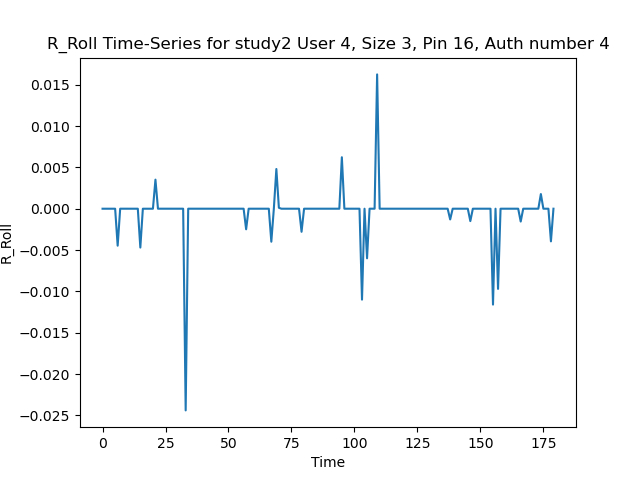 R_Roll Time-Series for study2 User 4, Size 3, Pin 16, Auth number 4
0.015
0.010
0.005
0.000
−0.005
−0.010
−0.015
−0.020
−0.025
R_Roll
0 25 50 75 100 125 150 175
Time